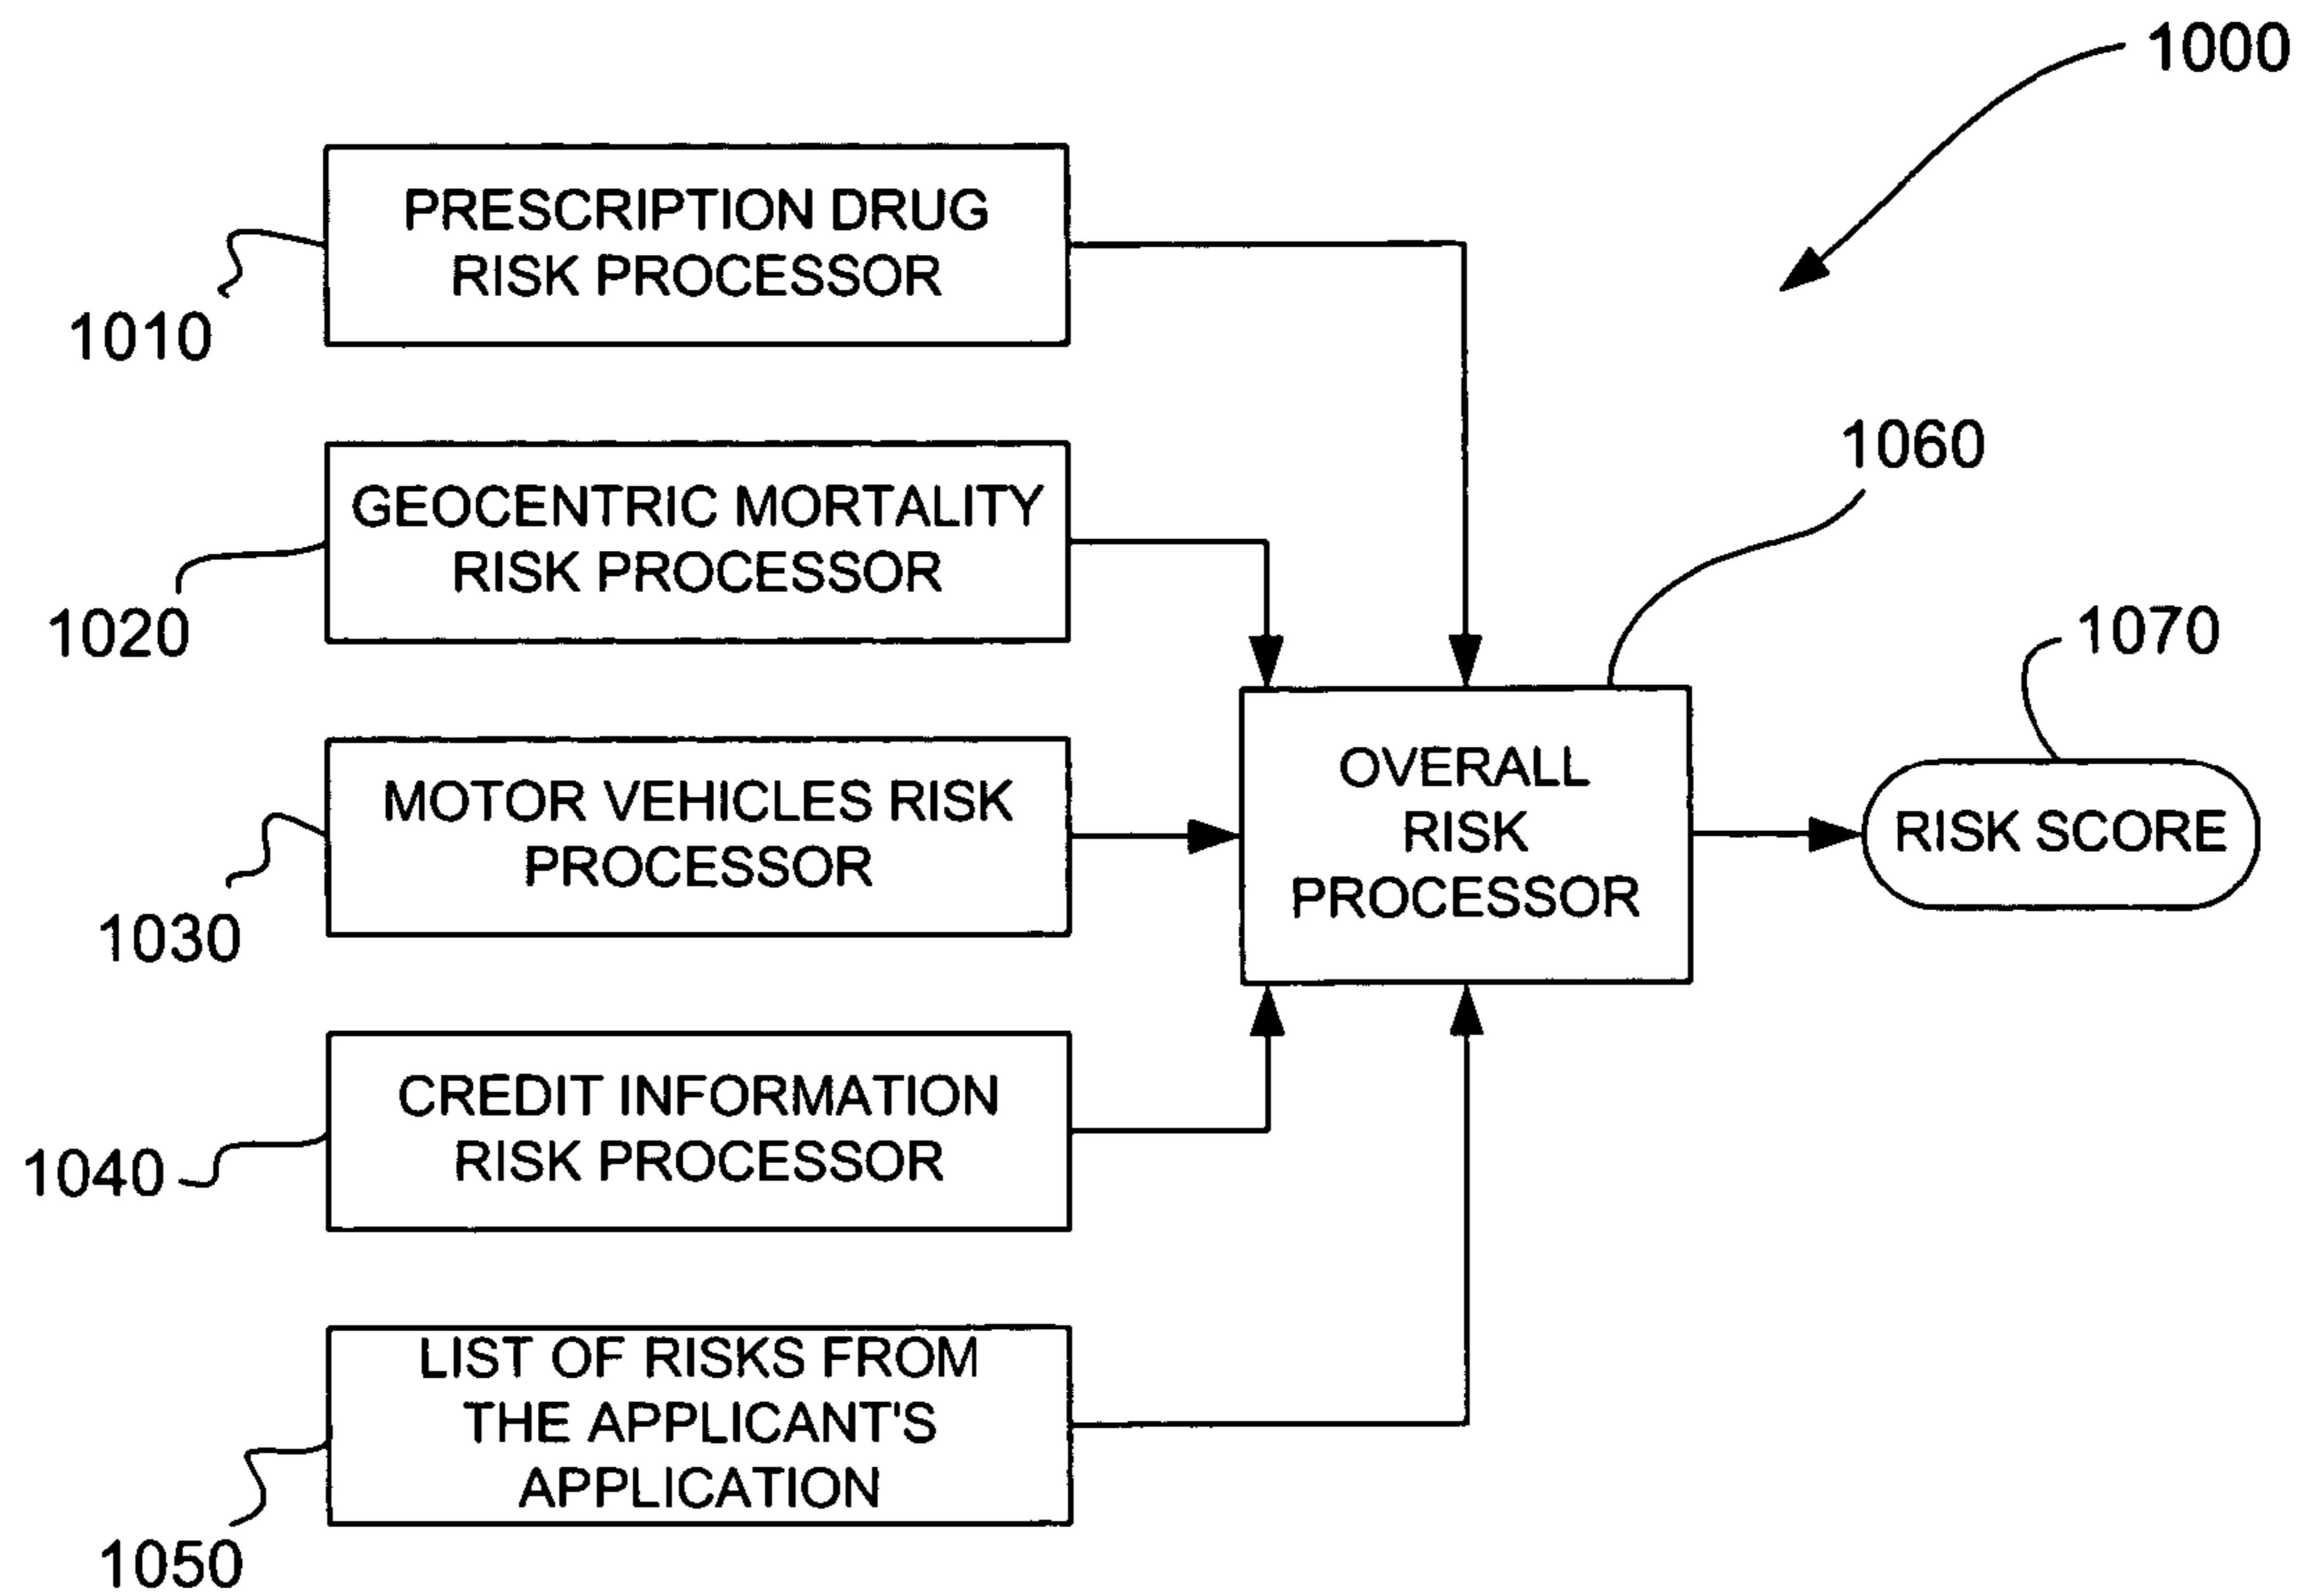 1000
PRESCRIPTION DRUG
RISK PROCESSOR
1010
GEOCENTRIC MORTALITY
RISK PROCESSOR
1020
MOTOR VEHICLES RISK
PROCESSOR
1030
CREDIT INFORMATION
RISK PROCESSOR
1040
LIST OF RISKS FROM
THE APPLICANT'S
APPLICATION
1050
1060
OVERALL
RISK
PROCESSOR
1070
RISK SCORE